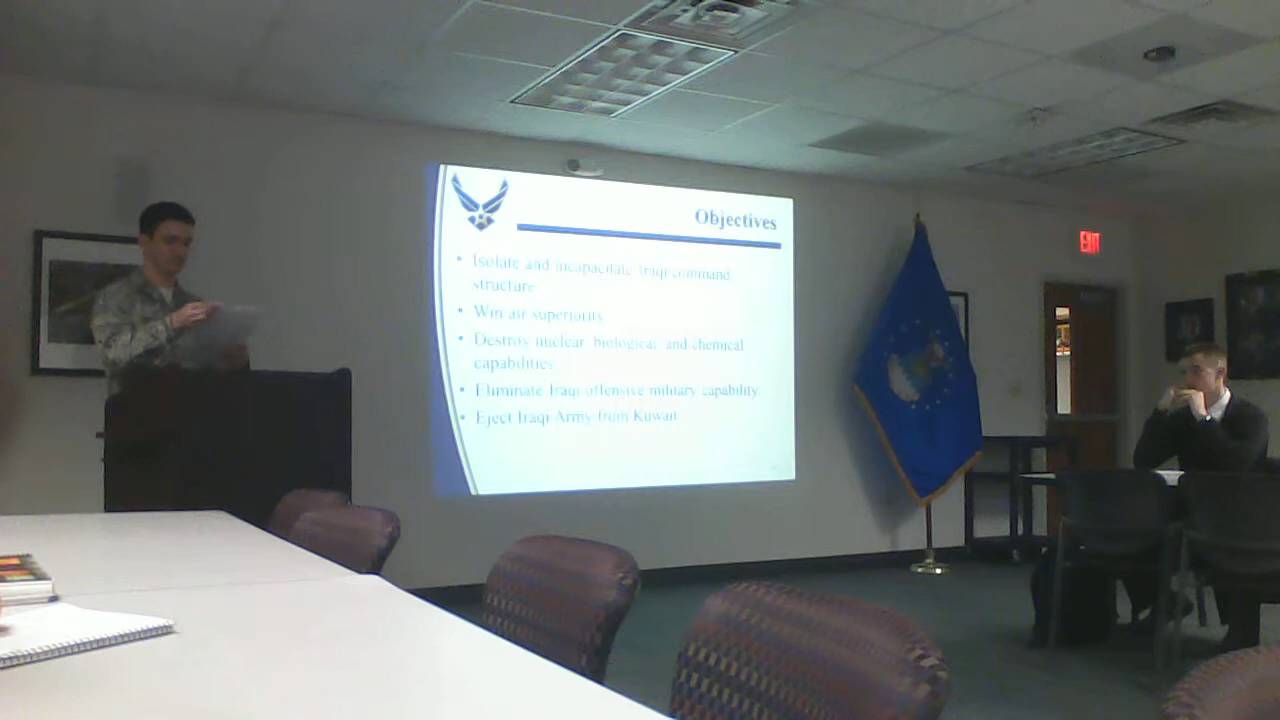 Objectives
• Isolate and incapacitate Iraqi command
structure
• Win air superiority
• Destroy nuclear, biological and chemical
capabilities
• Eliminate Iraqi offensive military capability
• Eject Iraqi Army from Kuwait
EXIT